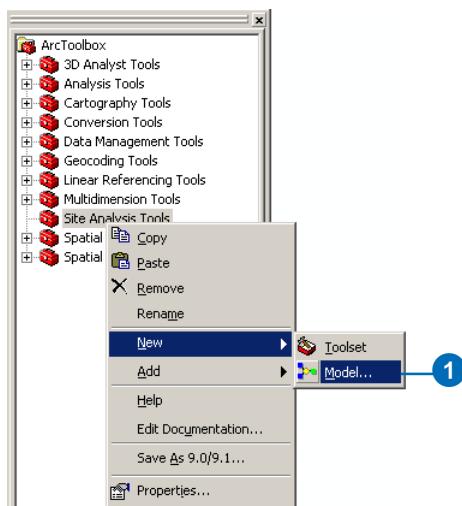 ArcToolbox
3D Analyst Tools
Analysis Tools
Cartography Tools
Conversion Tools
Data Management Tools
Geocoding Tools
Linear Referencing Tools
Multidimension Tools
Site Analysis Tools
Spatial
Spatial
Copy
Paste
Remove
Rename
New
Toolset
Model...
1
Add
Help
Edit Documentation...
Save As 9.0/9.1...
Properties...